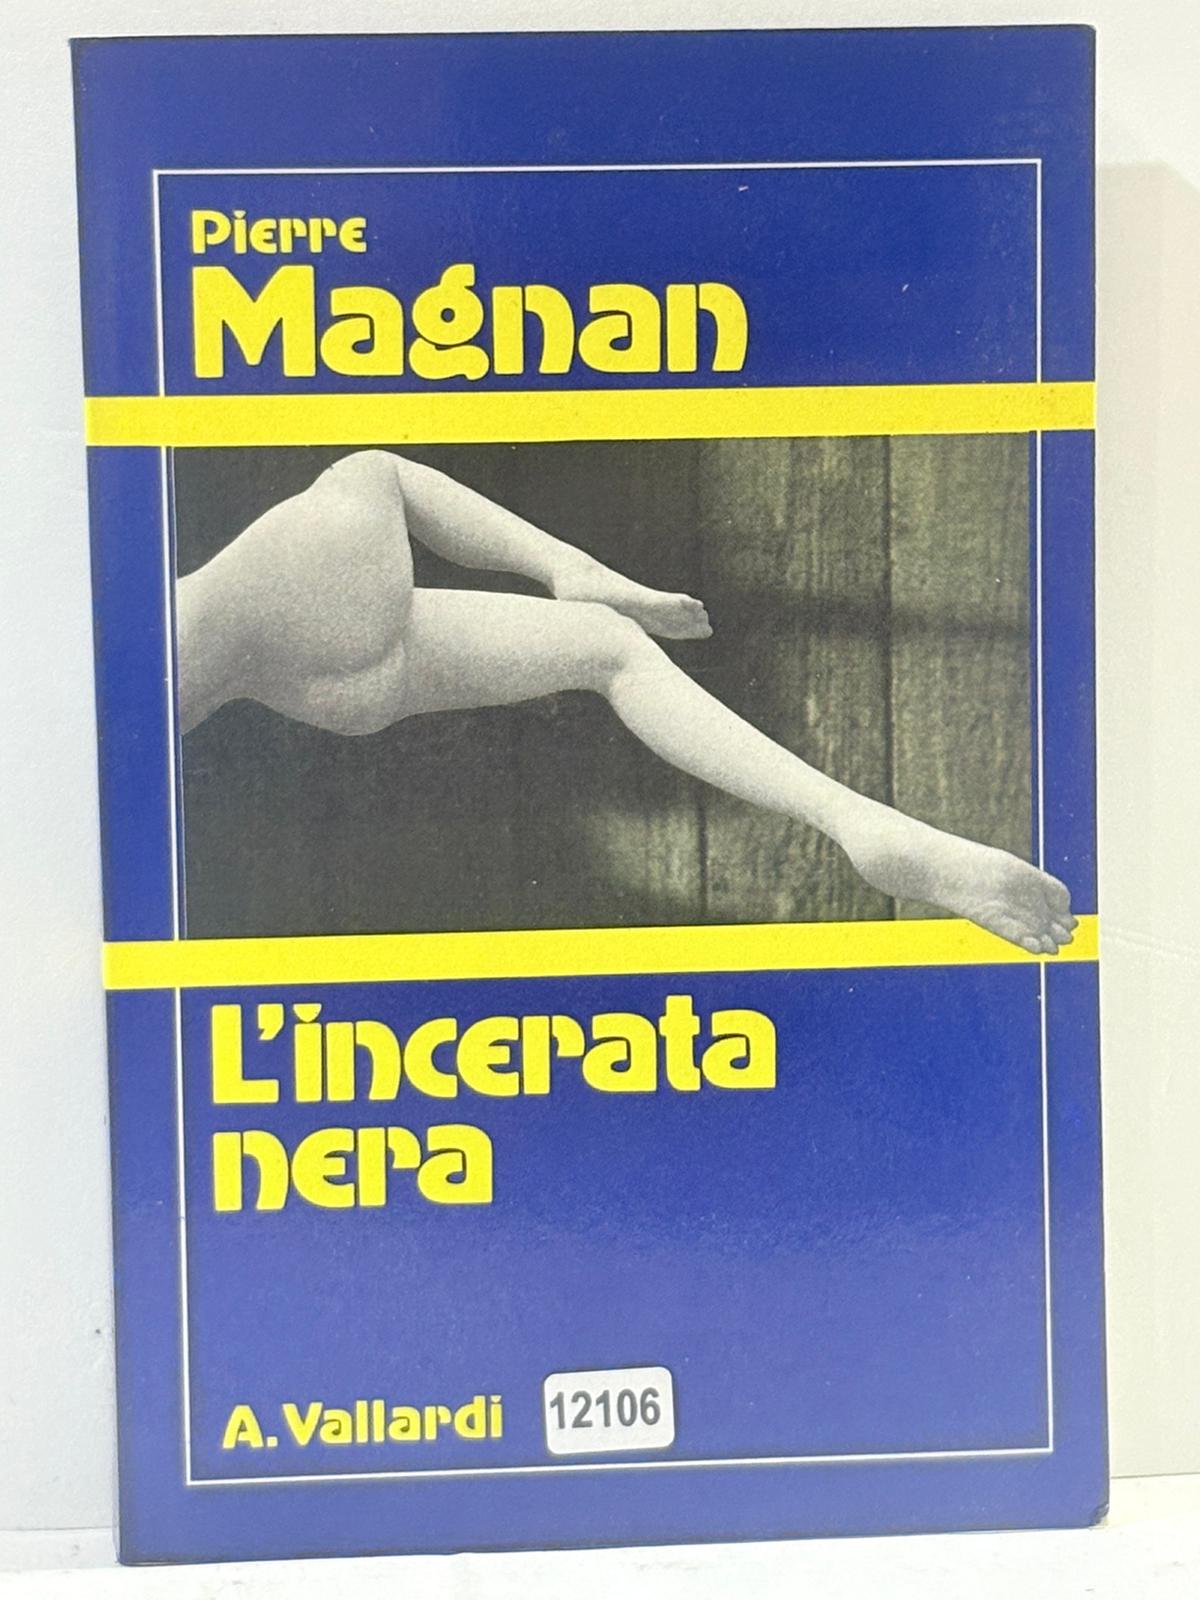 Pierre
Magnan
L'incerata
nera
A. Vallardi
12106